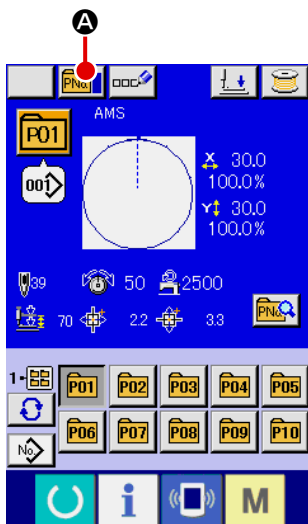 A
PNo.
AMS
P01
001
X 30.0
100.0%
Y 30.0
100.0%
39 50 2500
70 2.2 3.3
PNo.
1-
P01 P02 P03 P04 P05
P06 P07 P08 P09 P10
No.
i M